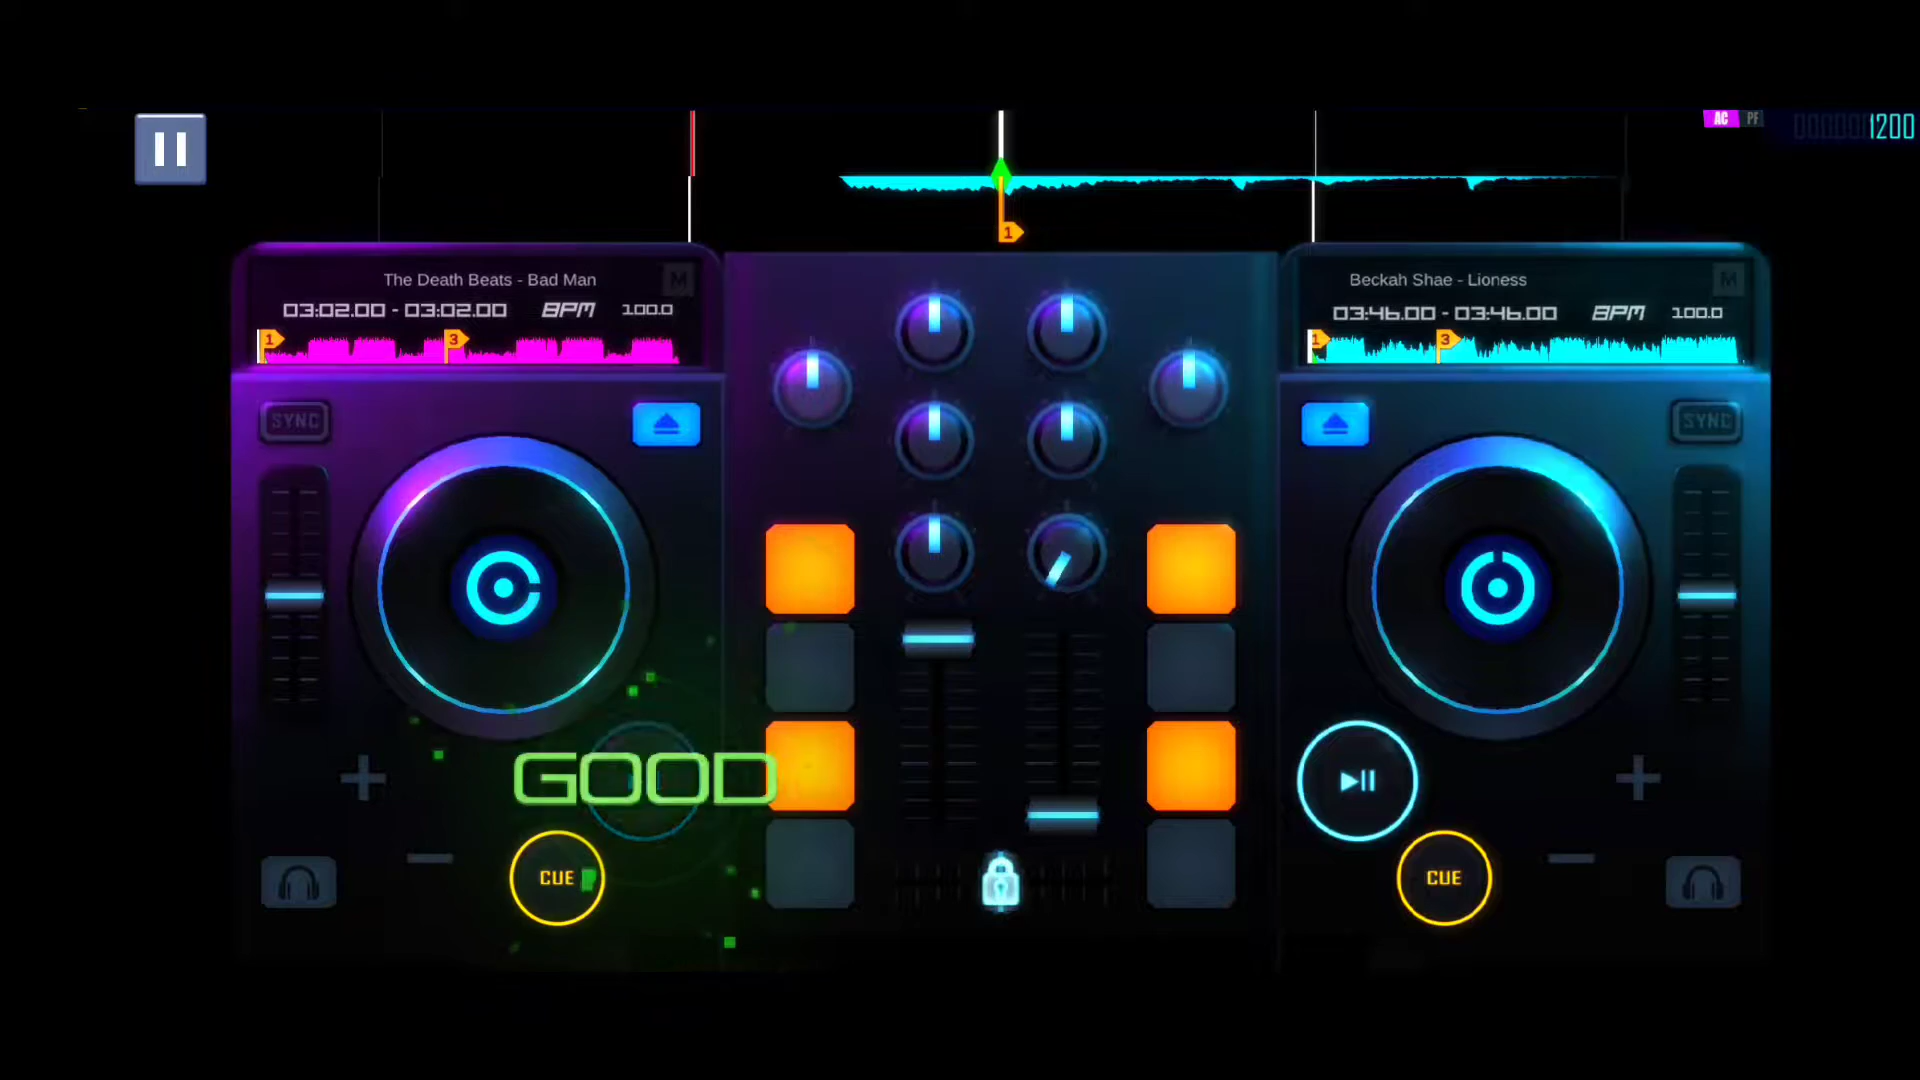 AC PF
000001200
1
The Death Beats - Bad Man M
03:02.00 - 03:02.00 BPM 100.0
1 3
Beckah Shae - Lioness M
03:46.00 - 03:46.00 BPM 100.0
1 3
SYNC
SYNC
GOOD
CUE
CUE